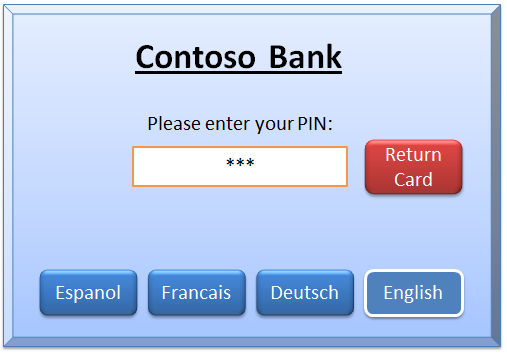 Contoso Bank
Please enter your PIN:
***
Return
Card
Espanol
Francais
Deutsch
English